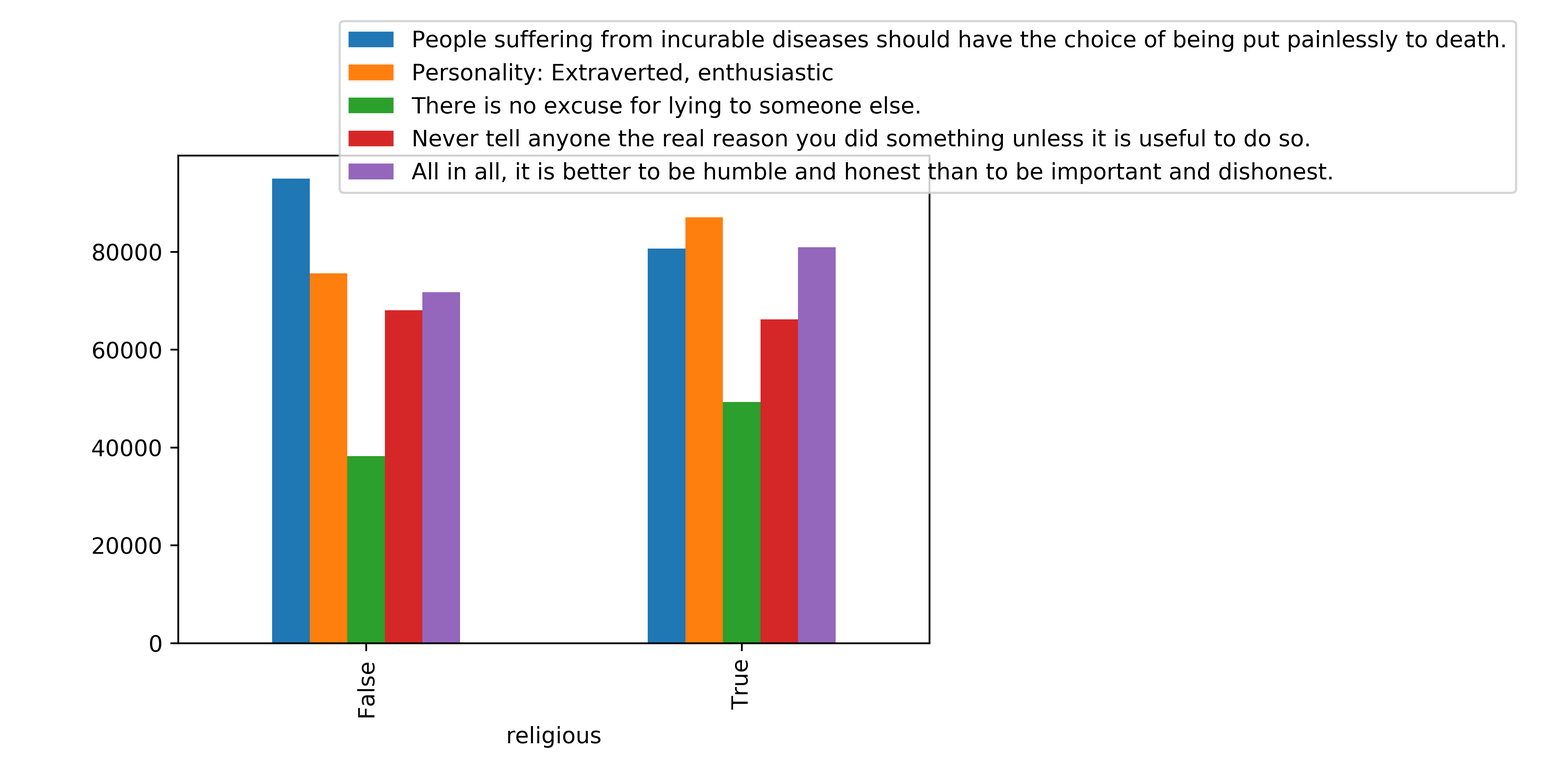 People suffering from incurable diseases should have the choice of being put painlessly to death.
Personality: Extraverted, enthusiastic
There is no excuse for lying to someone else.
Never tell anyone the real reason you did something unless it is useful to do so.
All in all, it is better to be humble and honest than to be important and dishonest.
80000
60000
40000
20000
0
False
True
religious